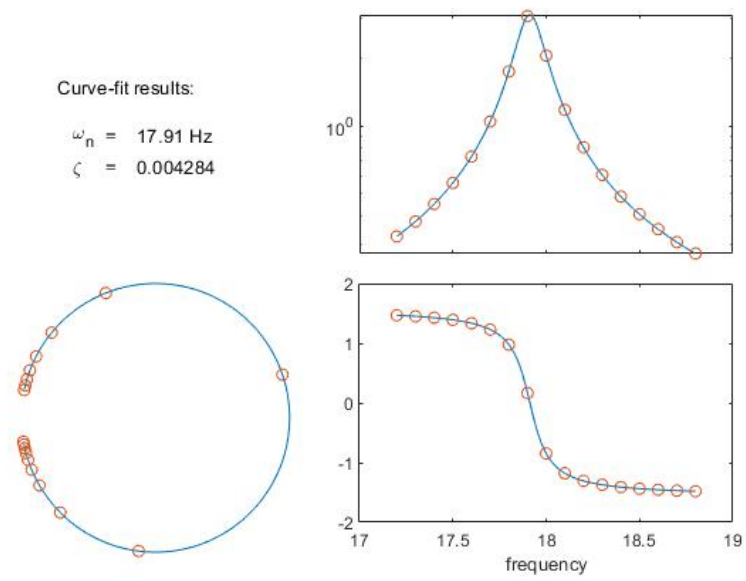 Curve-fit results:
ωn = 17.91 Hz
ζ = 0.004284
10^0
2
1
0
-1
-2
17 17.5 18 18.5 19
frequency